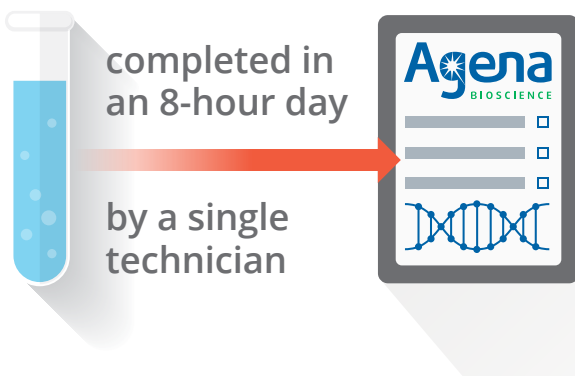 completed in
an 8-hour day
by a single
technician
Agena
BIOSCIENCE